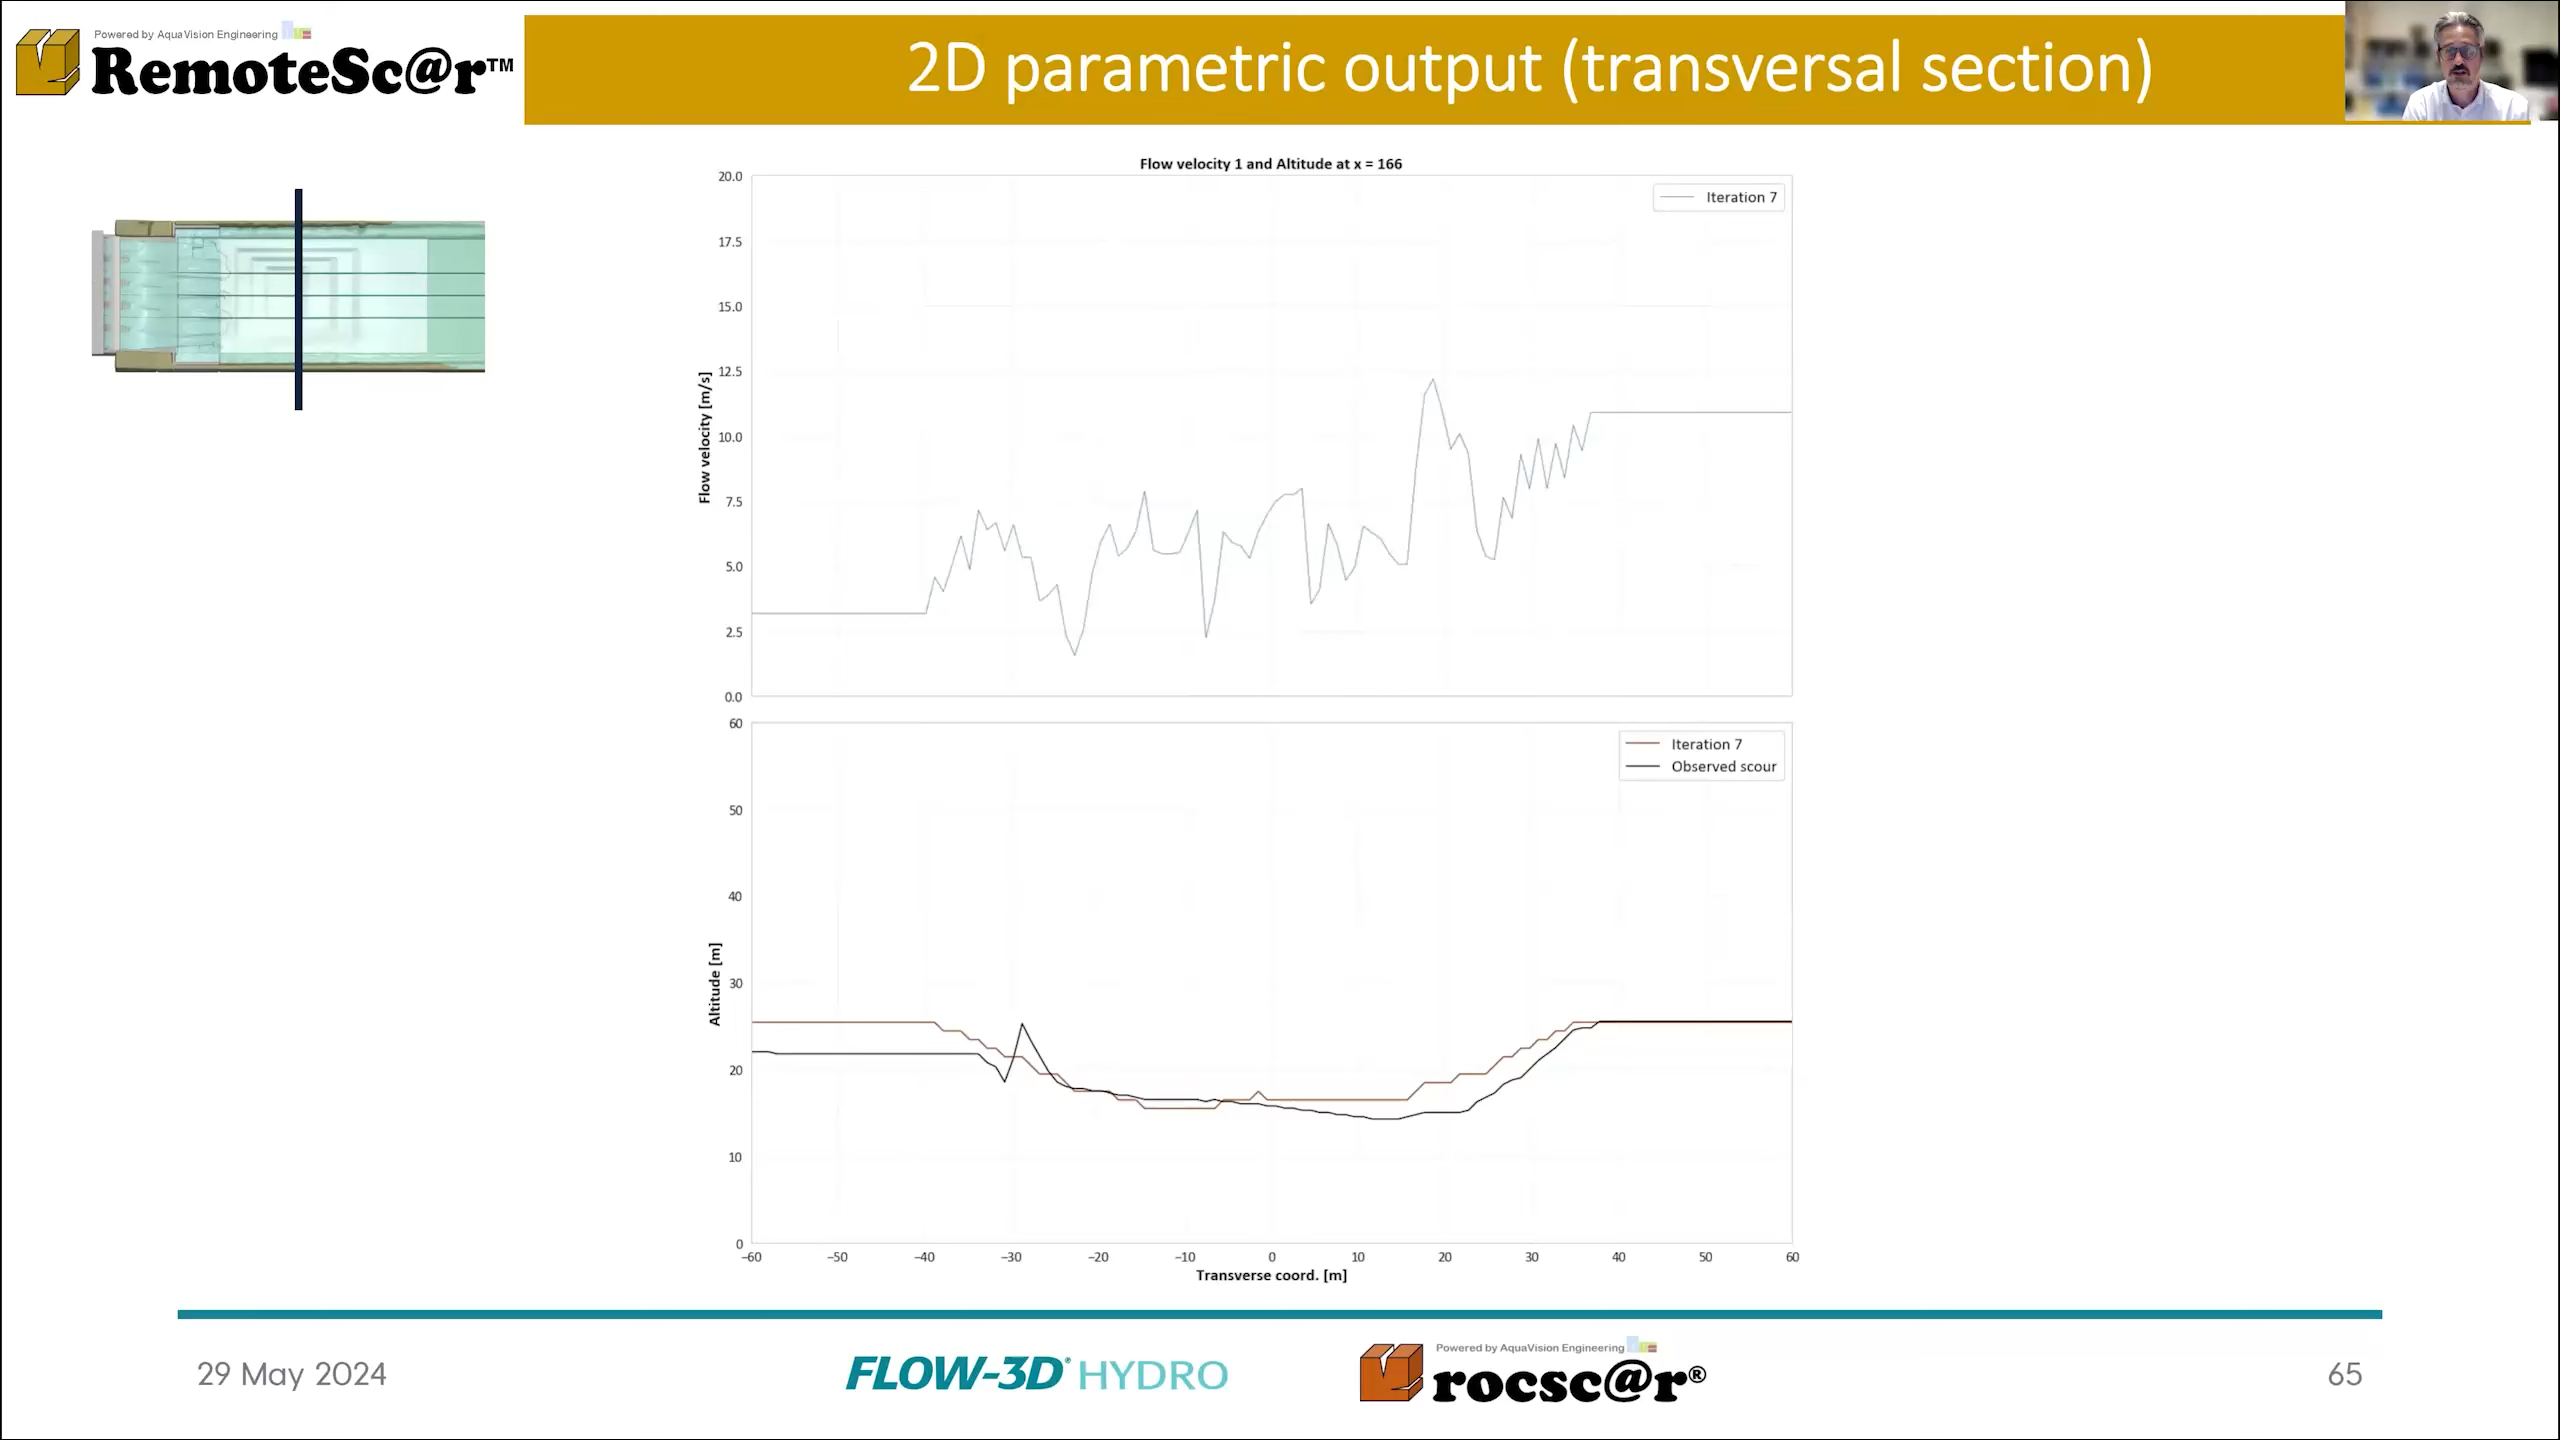 Powered by AquaVision Engineering
RemoteSc@r™
2D parametric output (transversal section)
Flow velocity 1 and Altitude at x = 166
20.0
17.5
15.0
12.5
10.0
7.5
5.0
2.5
0.0
Flow velocity [m/s]
Iteration 7
60
50
40
30
20
10
0
Altitude [m]
Iteration 7
Observed scour
−60 −50 −40 −30 −20 −10 0 10 20 30 40 50 60
Transverse coord. [m]
29 May 2024
FLOW-3D® HYDRO
Powered by AquaVision Engineering
rocsc@r®
65